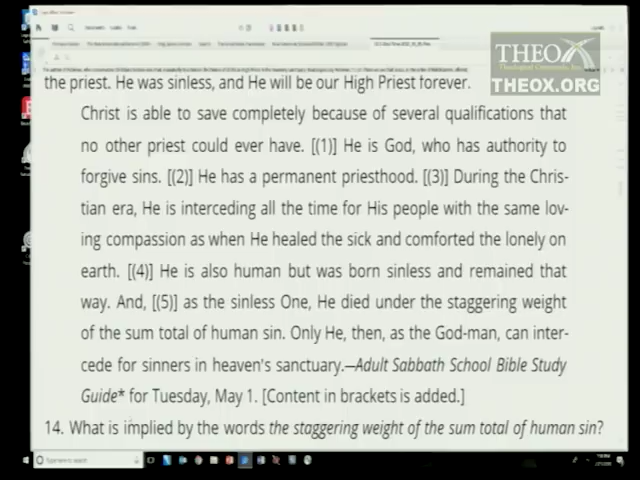 THEOX
THEOX.ORG
the priest. He was sinless, and He will be our High Priest forever.
Christ is able to save completely because of several qualifications that
no other priest could ever have. [(1)] He is God, who has authority to
forgive sins. [(2)] He has a permanent priesthood. [(3)] During the Chris-
tian era, He is interceding all the time for His people with the same lov-
ing compassion as when He healed the sick and comforted the lonely on
earth. [(4)] He is also human but was born sinless and remained that
way. And, [(5)] as the sinless One, He died under the staggering weight
of the sum total of human sin. Only He, then, as the God-man, can inter-
cede for sinners in heaven's sanctuary.—Adult Sabbath School Bible Study
Guide* for Tuesday, May 1. [Content in brackets is added.]
14. What is implied by the words the staggering weight of the sum total of human sin?